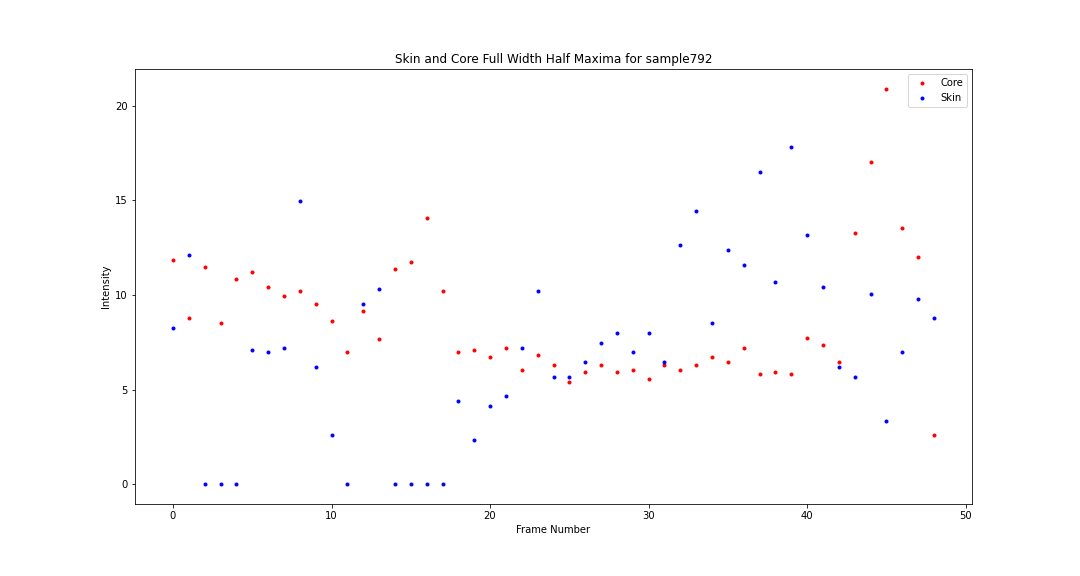 Skin and Core Full Width Half Maxima for sample792
Core
Skin
20
15
10
5
0
Intensity
0 10 20 30 40 50
Frame Number